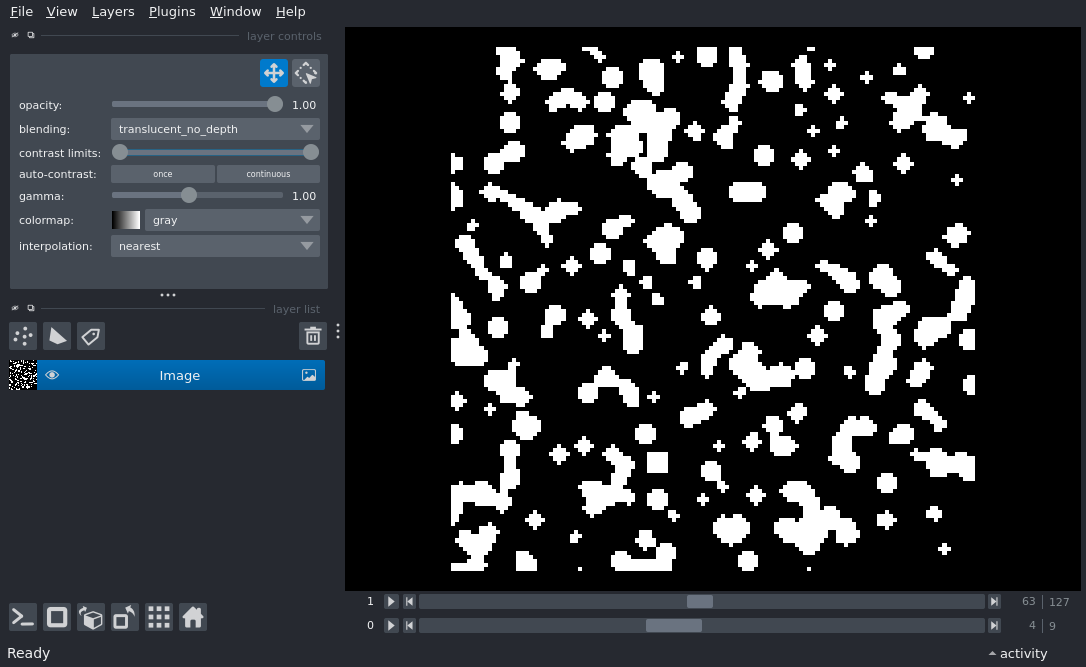 File View Layers Plugins Window Help
layer controls
opacity: 1.00
blending: translucent_no_depth
contrast limits:
auto-contrast: once continuous
gamma: 1.00
colormap: gray
interpolation: nearest
layer list
Image
1 63 127
0 4 9
Ready activity